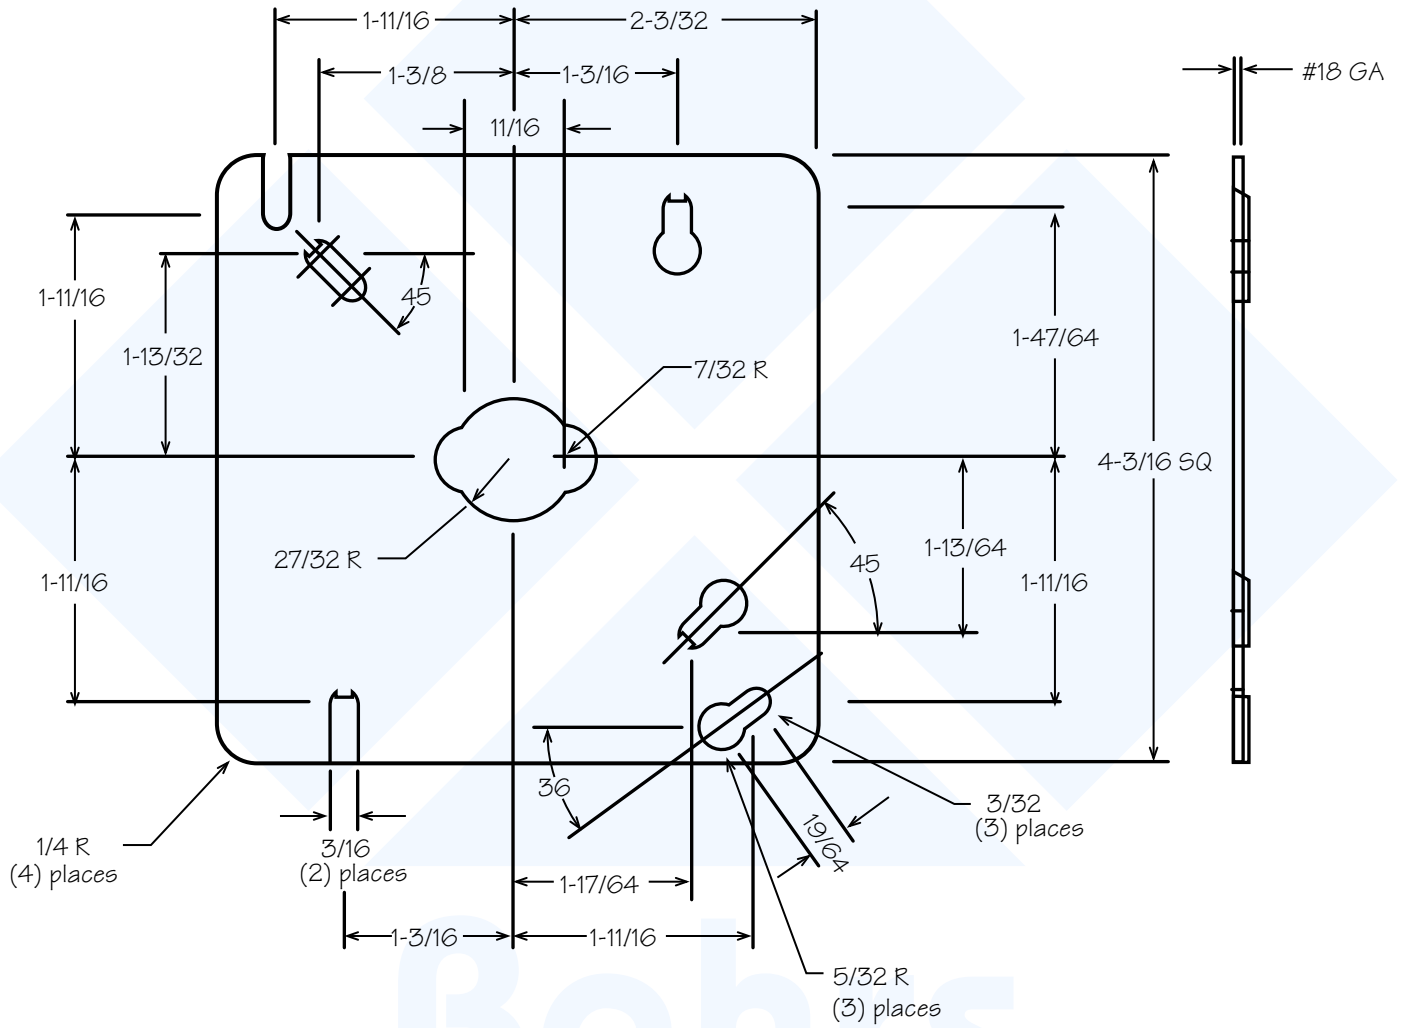 1-11/16
2-3/32
1-3/8
1-3/16
#18 GA
11/16
1-11/16
45
1-47/64
1-13/32
7/32 R
4-3/16 SQ
27/32 R
1-13/64
45
1-11/16
1-11/16
36
3/32
(3) places
19/64
1/4 R
(4) places
3/16
(2) places
1-17/64
1-3/16
1-11/16
5/32 R
(3) places
Bohrs